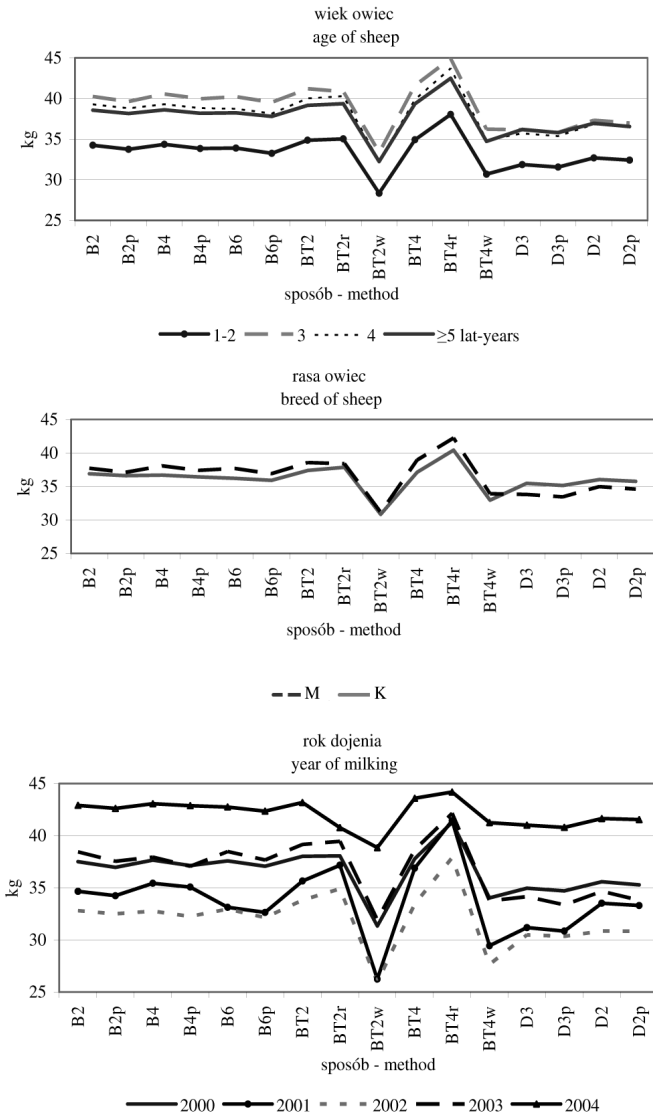 wiek owiec
age of sheep
45
40
35
30
25
kg
B2 B2p B4 B4p B6 B6p BT2 BT2r BT2w BT4 BT4r BT4w D3 D3p D2 D2p
sposób - method
1-2 3 4 ≥5 lat-years
rasa owiec
breed of sheep
45
40
35
30
25
kg
B2 B2p B4 B4p B6 B6p BT2 BT2r BT2w BT4 BT4r BT4w D3 D3p D2 D2p
sposób - method
M K
rok dojenia
year of milking
45
40
35
30
25
kg
B2 B2p B4 B4p B6 B6p BT2 BT2r BT2w BT4 BT4r BT4w D3 D3p D2 D2p
sposób - method
2000 2001 2002 2003 2004